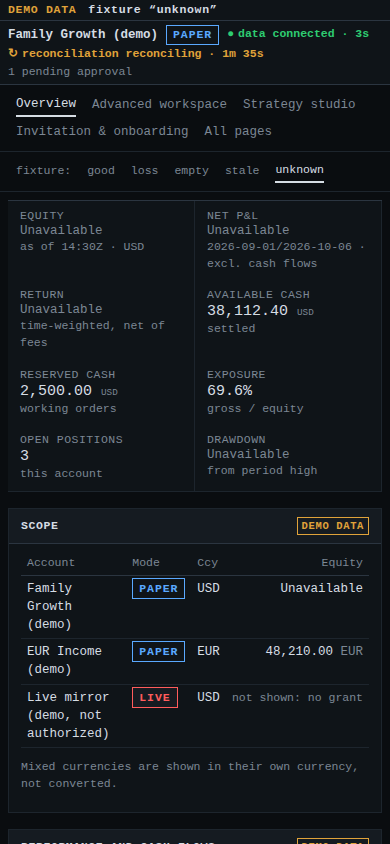 DEMO DATA fixture “unknown”
Family Growth (demo) PAPER ● data connected · 3s
↻ reconciliation reconciling · 1m 35s
1 pending approval
Overview Advanced workspace Strategy studio
Invitation & onboarding All pages
fixture: good loss empty stale unknown
EQUITY
Unavailable
as of 14:30Z · USD
NET P&L
Unavailable
2026-09-01/2026-10-06 ·
excl. cash flows
RETURN
Unavailable
time-weighted, net of
fees
AVAILABLE CASH
38,112.40 USD
settled
RESERVED CASH
2,500.00 USD
working orders
EXPOSURE
69.6%
gross / equity
OPEN POSITIONS
3
this account
DRAWDOWN
Unavailable
from period high
SCOPE DEMO DATA
Account Mode Ccy Equity
Family Growth (demo) PAPER USD Unavailable
EUR Income (demo) PAPER EUR 48,210.00 EUR
Live mirror (demo, not authorized) LIVE USD not shown: no grant
Mixed currencies are shown in their own currency,
not converted.